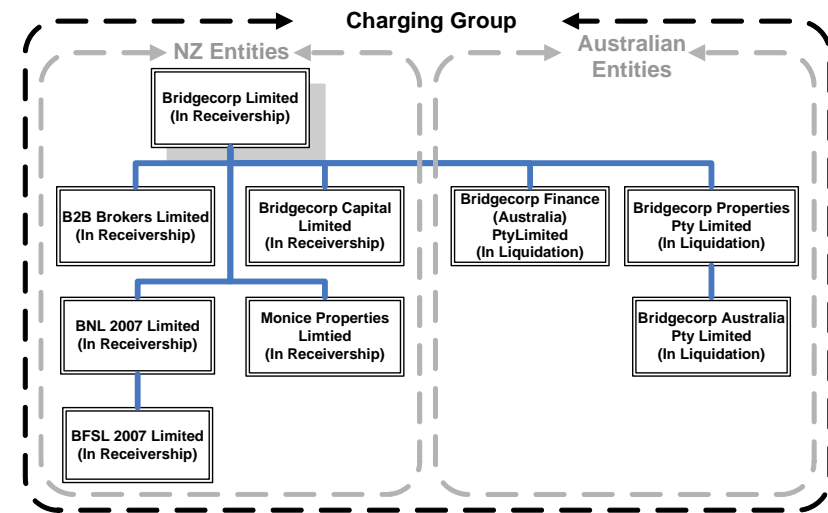 Charging Group
NZ Entities
Australian
Entities
Bridgecorp Limited
(In Receivership)
B2B Brokers Limited
(In Receivership)
Bridgecorp Capital
Limited
(In Receivership)
Bridgecorp Finance
(Australia)
PtyLimited
(In Liquidation)
Bridgecorp Properties
Pty Limited
(In Liquidation)
BNL 2007 Limited
(In Receivership)
Monice Properties
Limtied
(In Receivership)
Bridgecorp Australia
Pty Limited
(In Liquidation)
BFSL 2007 Limited
(In Receivership)